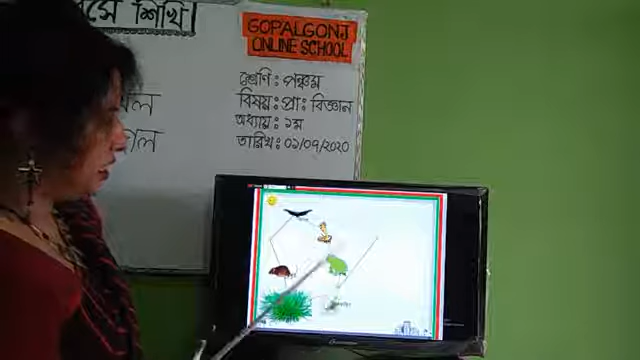 সে শিখি
GOPALGONJ
ONLINE SCHOOL
শ্রেণি: পঞ্চম
বিষয়: প্রা: বিজ্ঞান
অধ্যায়: ১ম
তারিখ: ০১/০৭/২০২০